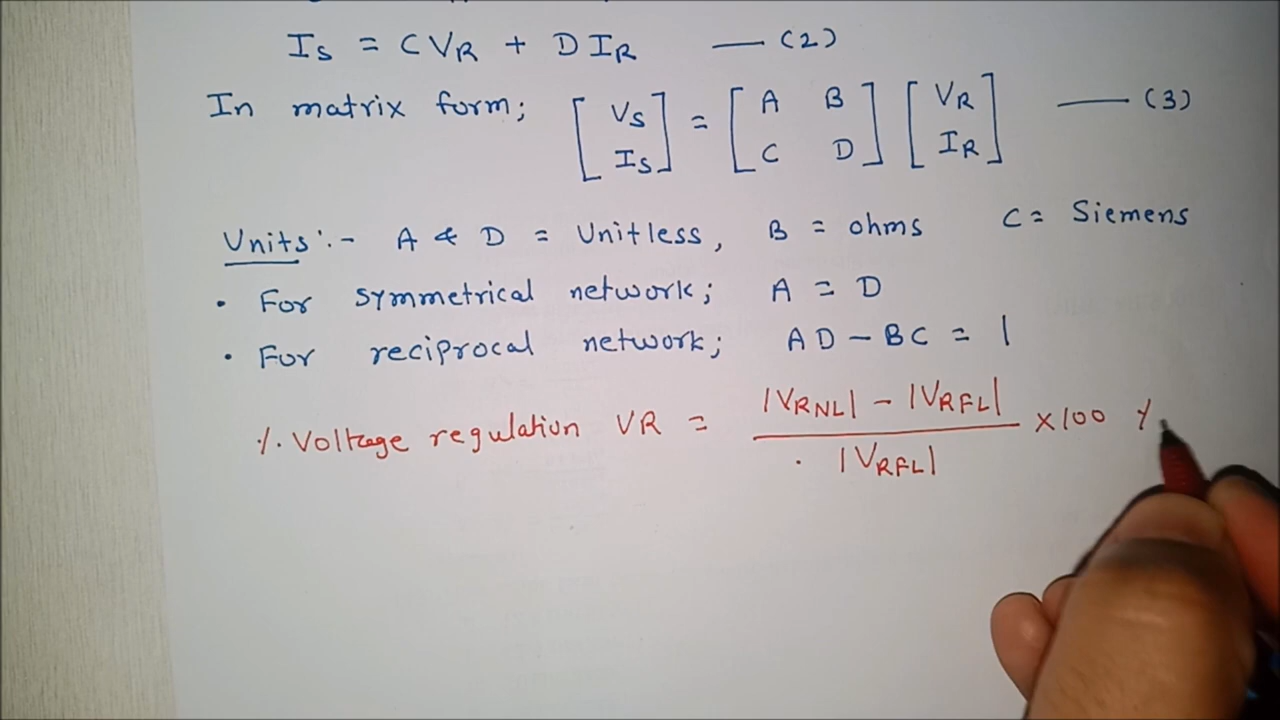 IS = CVR + DIR — (2)
In matrix form; [VS IS] = [A B C D] [VR IR] — (3)
Units :- A & D = Unitless, B = ohms C = Siemens
• For symmetrical network; A = D
• For reciprocal network; AD - BC = 1
%. Voltage regulation VR = |VRNL| - |VRFL| / |VRFL| × 100 %